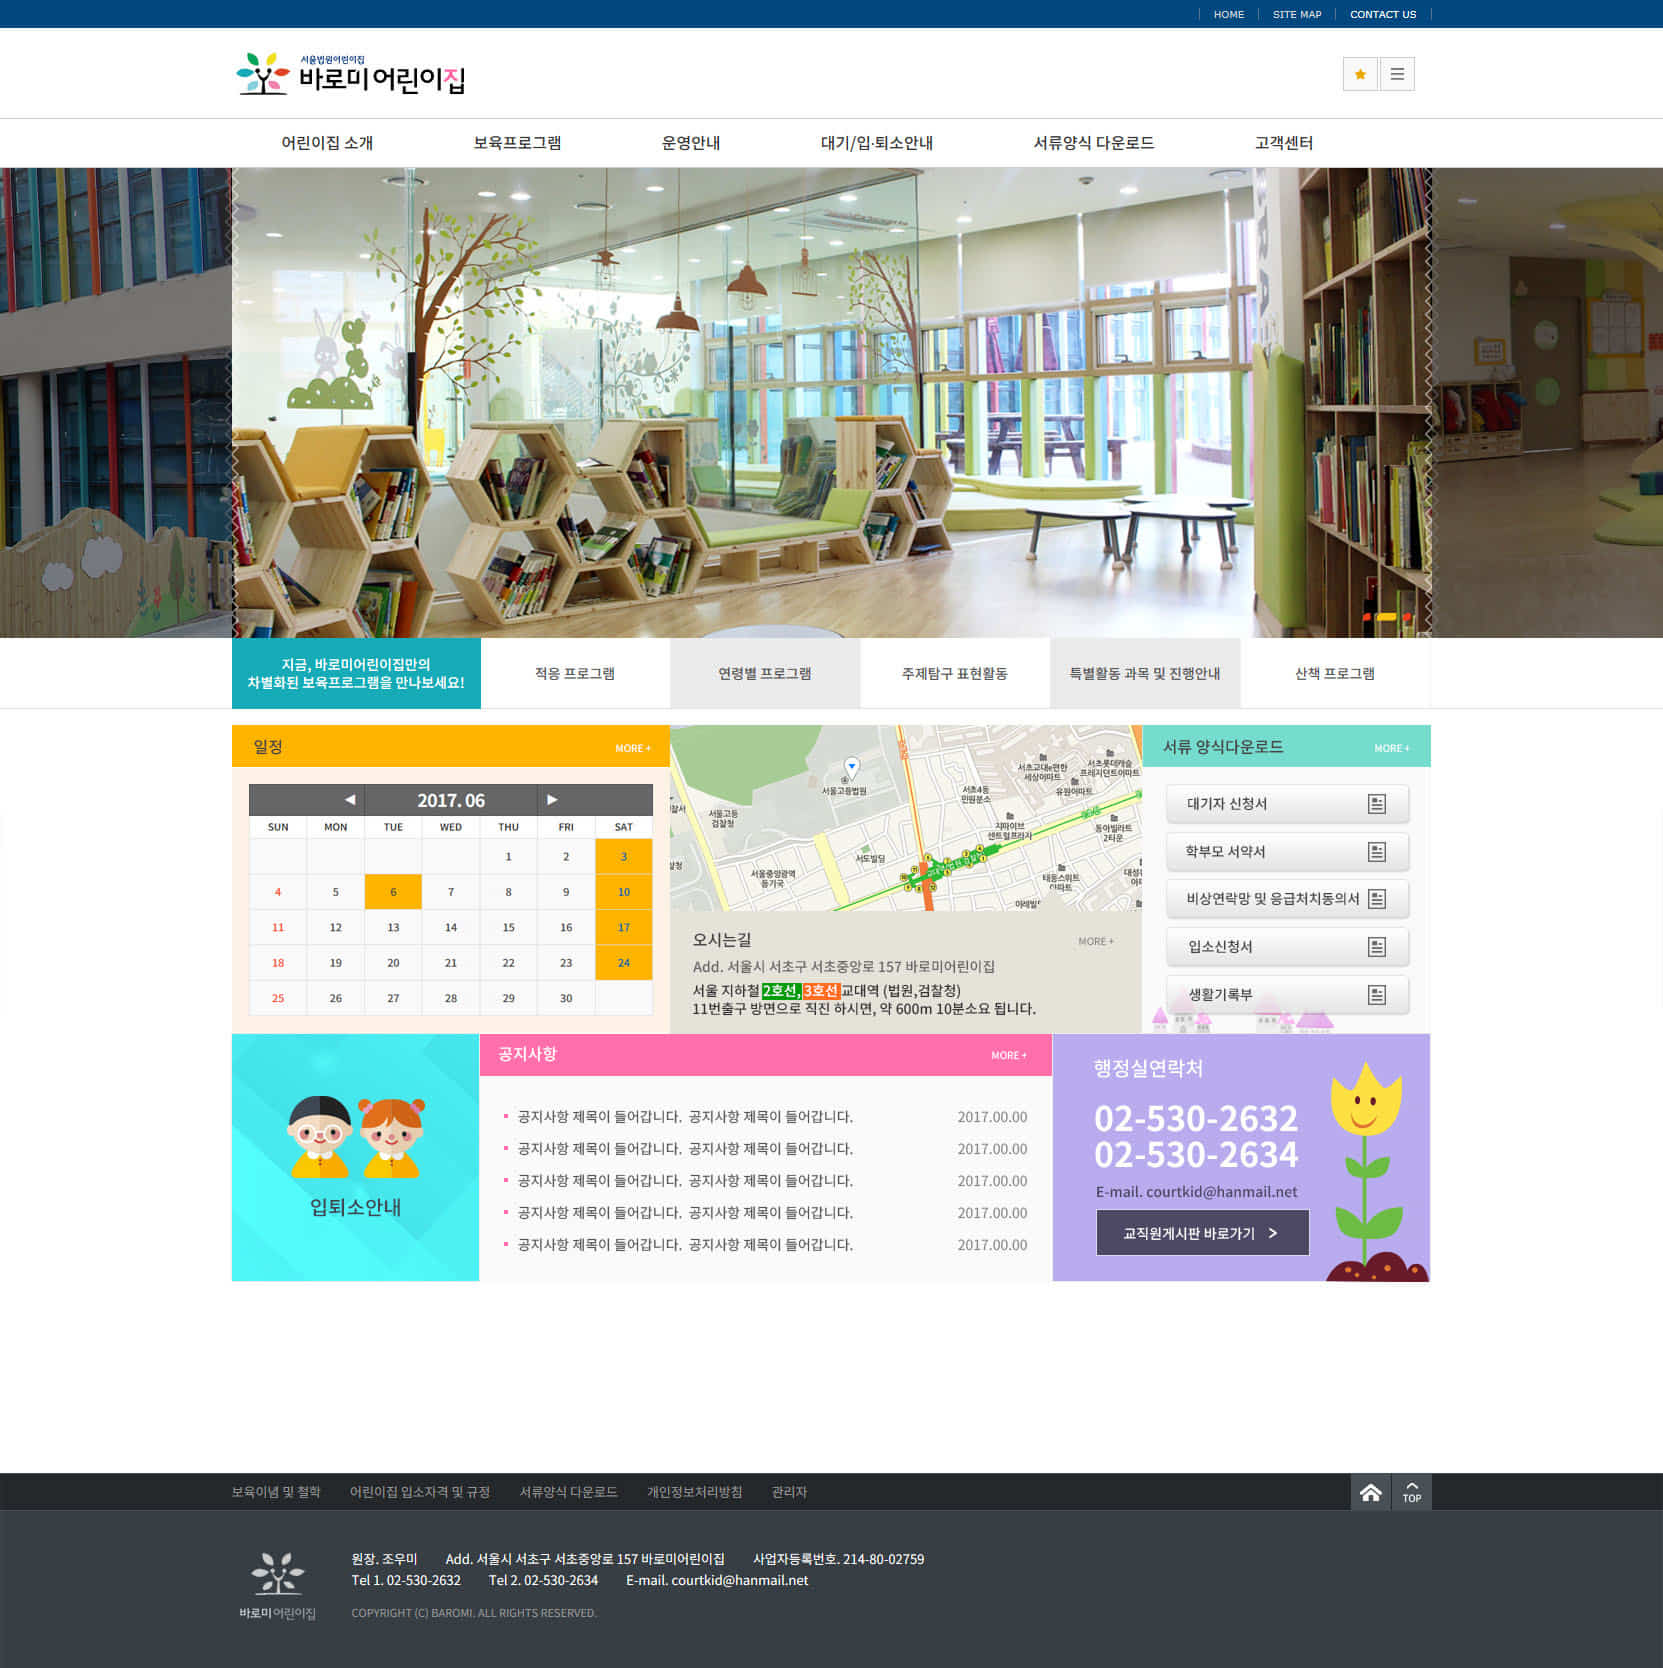 HOME
SITE MAP
CONTACT US
서울법원어린이집
바로미어린이집
어린이집 소개
보육프로그램
운영안내
대기/입·퇴소안내
서류양식 다운로드
고객센터
지금, 바로미어린이집만의
차별화된 보육프로그램을 만나보세요!
적응 프로그램
연령별 프로그램
주제탐구 표현활동
특별활동 과목 및 진행안내
산책 프로그램
일정
MORE +
2017. 06
SUN MON TUE WED THU FRI SAT
1 2 3
4 5 6 7 8 9 10
11 12 13 14 15 16 17
18 19 20 21 22 23 24
25 26 27 28 29 30
서울고등법원
서울고등
검찰청
서울중앙광역
등기국
서도빌딩
서초4동
민원분소
서초교대e편한
세상아파트
서초롯데캐슬
프레지던트아파트
유원아파트
지파이브
센트럴프라자
동아빌라트
2타운
태동스위트
아파트
오시는길
MORE +
Add. 서울시 서초구 서초중앙로 157 바로미어린이집
서울 지하철 2호선, 3호선 교대역 (법원,검찰청)
11번출구 방면으로 직진 하시면, 약 600m 10분소요 됩니다.
서류 양식다운로드
MORE +
대기자 신청서
학부모 서약서
비상연락망 및 응급처치동의서
입소신청서
생활기록부
입퇴소안내
공지사항
MORE +
공지사항 제목이 들어갑니다. 공지사항 제목이 들어갑니다. 2017.00.00
공지사항 제목이 들어갑니다. 공지사항 제목이 들어갑니다. 2017.00.00
공지사항 제목이 들어갑니다. 공지사항 제목이 들어갑니다. 2017.00.00
공지사항 제목이 들어갑니다. 공지사항 제목이 들어갑니다. 2017.00.00
공지사항 제목이 들어갑니다. 공지사항 제목이 들어갑니다. 2017.00.00
행정실연락처
02-530-2632
02-530-2634
E-mail. courtkid@hanmail.net
교직원게시판 바로가기 >
보육이념 및 철학
어린이집 입소자격 및 규정
서류양식 다운로드
개인정보처리방침
관리자
TOP
바로미어린이집
원장. 조우미 Add. 서울시 서초구 서초중앙로 157 바로미어린이집 사업자등록번호. 214-80-02759
Tel 1. 02-530-2632 Tel 2. 02-530-2634 E-mail. courtkid@hanmail.net
COPYRIGHT (C) BAROMI. ALL RIGHTS RESERVED.